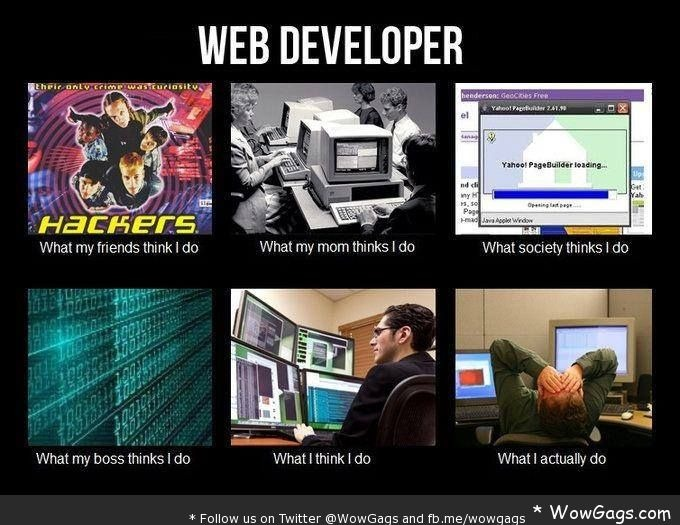 WEB DEVELOPER
their only crime was curiosity
HACKERS
What my friends think I do
What my mom thinks I do
henderson: GeoCities Free
Yahoo! PageBuilder 2.61.90
Yahoo! PageBuilder loading...
Opening last page .....
Java Applet Window
What society thinks I do
What my boss thinks I do
What I think I do
What I actually do
* Follow us on Twitter @WowGags and fb.me/wowgags
* WowGags.com